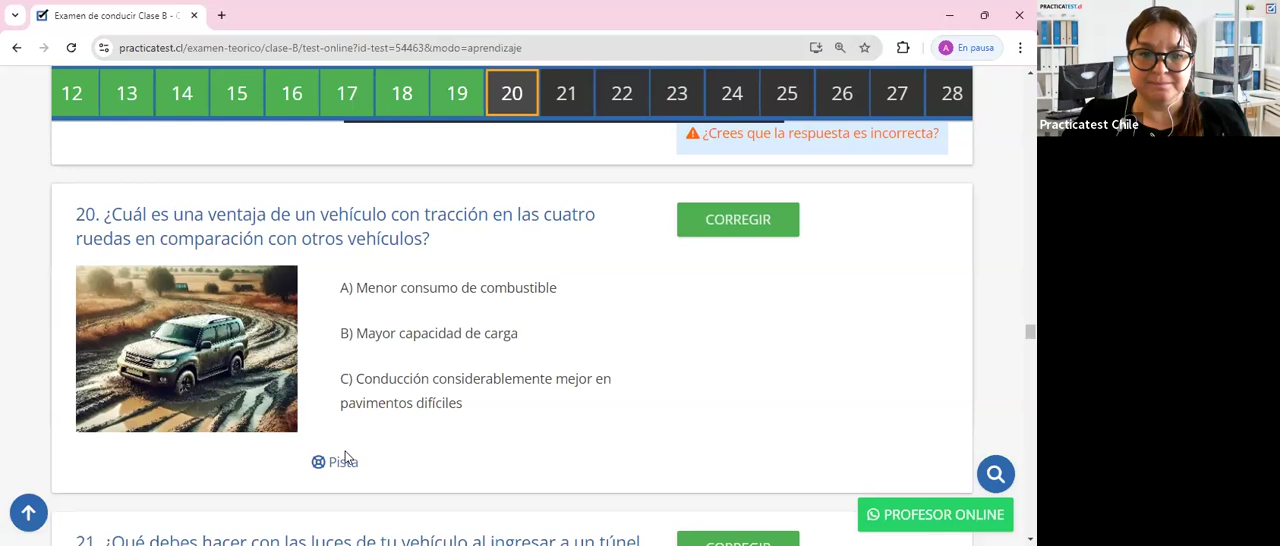 Examen de conducir Clase B - C
practicatest.cl/examen-teorico/clase-B/test-online?id-test=54463&modo=aprendizaje
A
En pausa
PRACTICATEST.cl
Practicatest Chile
12 13 14 15 16 17 18 19 20 21 22 23 24 25 26 27 28
¿Crees que la respuesta es incorrecta?
20. ¿Cuál es una ventaja de un vehículo con tracción en las cuatro
ruedas en comparación con otros vehículos?
CORREGIR
A) Menor consumo de combustible
B) Mayor capacidad de carga
C) Conducción considerablemente mejor en
pavimentos difíciles
Pista
PROFESOR ONLINE
21. ¿Qué debes hacer con las luces de tu vehículo al ingresar a un túnel
CORREGIR